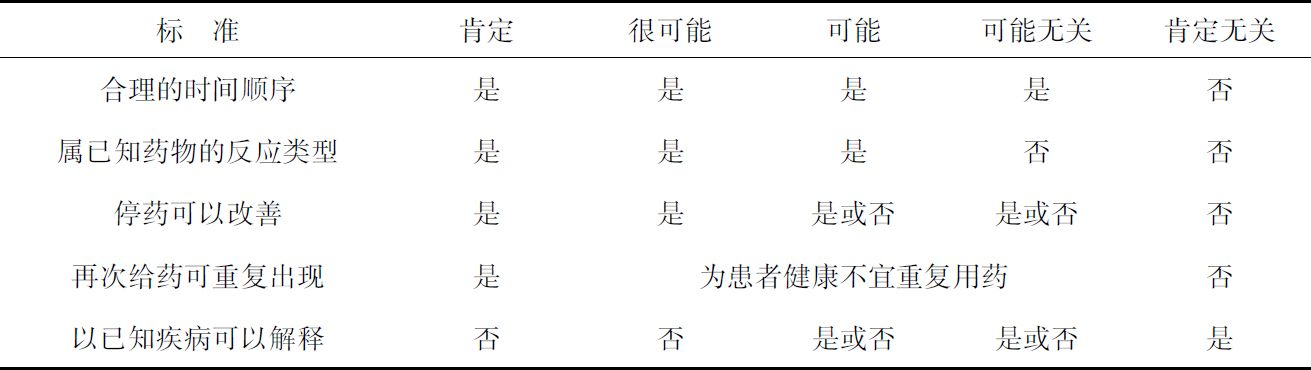 标 准 肯定 很可能 可能 可能无关 肯定无关
合理的时间顺序 是 是 是 是 否
属已知药物的反应类型 是 是 是 否 否
停药可以改善 是 是 是或否 是或否 否
再次给药可重复出现 是 为患者健康不宜重复用药 否
以已知疾病可以解释 否 否 是或否 是或否 是